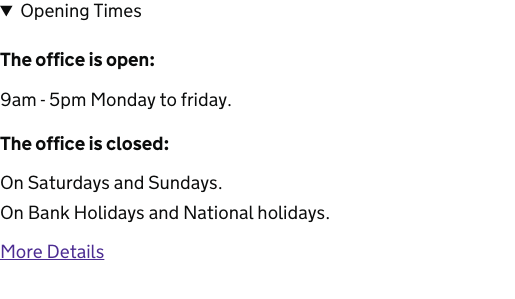 Opening Times
The office is open:
9am - 5pm Monday to friday.
The office is closed:
On Saturdays and Sundays.
On Bank Holidays and National holidays.
More Details